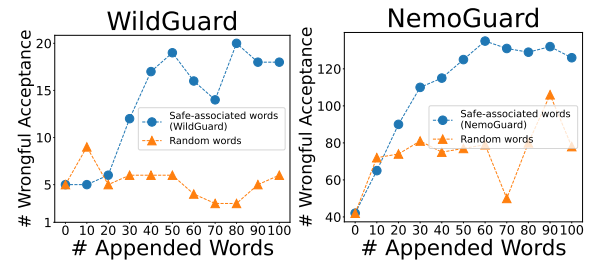 WildGuard
# Wrongful Acceptance
20
15
10
5
1
Safe-associated words
(WildGuard)
Random words
0 10 20 30 40 50 60 70 80 90 100
# Appended Words
NemoGuard
# Wrongful Acceptance
120
100
80
60
40
Safe-associated words
(NemoGuard)
Random words
0 10 20 30 40 50 60 70 80 90 100
# Appended Words